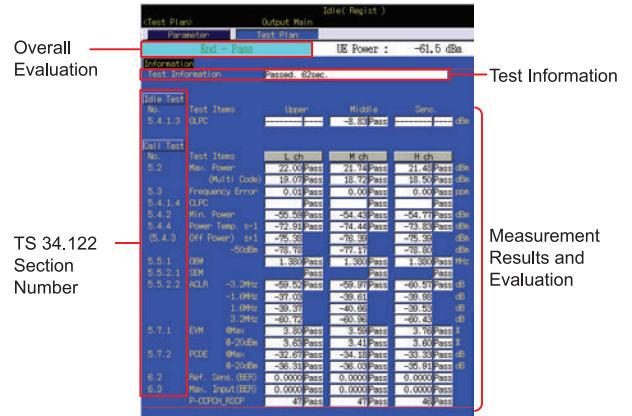 Idle( Regist )
<Test Plan> Output Main
Parameter Test Plan
End - Pass UE Power : -61.5 dBm
Information
Test Information Passed. 62sec.
Idle Test
No. Test Items Upper Middle Sens.
5.4.1.3 OLPC -------- ---- -8.83 Pass -------- ---- dBm
Call Test
No. Test Items L ch M ch H ch
5.2 Max. Power 22.00 Pass 21.74 Pass 21.48 Pass dBm
(Multi Code) 19.07 Pass 18.72 Pass 18.50 Pass dBm
5.3 Frequency Error 0.01 Pass 0.00 Pass 0.00 Pass ppm
5.4.1.4 CLPC Pass Pass Pass
5.4.2 Min. Power -55.59 Pass -54.43 Pass -54.77 Pass dBm
5.4.4 Power Temp. s-1 -72.91 Pass -74.44 Pass -73.83 Pass dBm
(5.4.3 Off Power) s+1 -75.38 -76.39 -75.39 dBm
-50dBm -78.78 -77.17 -78.80 dBm
5.5.1 OBW 1.380 Pass 1.380 Pass 1.380 Pass MHz
5.5.2.1 SEM Pass Pass Pass
5.5.2.2 ACLR -3.2MHz -59.52 Pass -59.97 Pass -60.57 Pass dB
-1.6MHz -37.03 -39.61 -39.98 dB
1.6MHz -39.37 -40.66 -39.53 dB
3.2MHz -60.72 -60.96 -60.43 dB
5.7.1 EVM @Max 3.80 Pass 3.59 Pass 3.76 Pass %
@-20dBm 3.63 Pass 3.41 Pass 3.60 Pass %
5.7.2 PCDE @Max -32.67 Pass -34.18 Pass -33.33 Pass dB
@-20dBm -36.31 Pass -36.03 Pass -35.91 Pass dB
6.2 Ref. Sens.(BER) 0.0000 Pass 0.0000 Pass 0.0000 Pass
6.3 Max. Input(BER) 0.0000 Pass 0.0000 Pass 0.0000 Pass
P-CCPCH_RSCP 47 Pass 47 Pass 46 Pass
Overall
Evaluation
TS 34.122
Section
Number
Test Information
Measurement
Results and
Evaluation